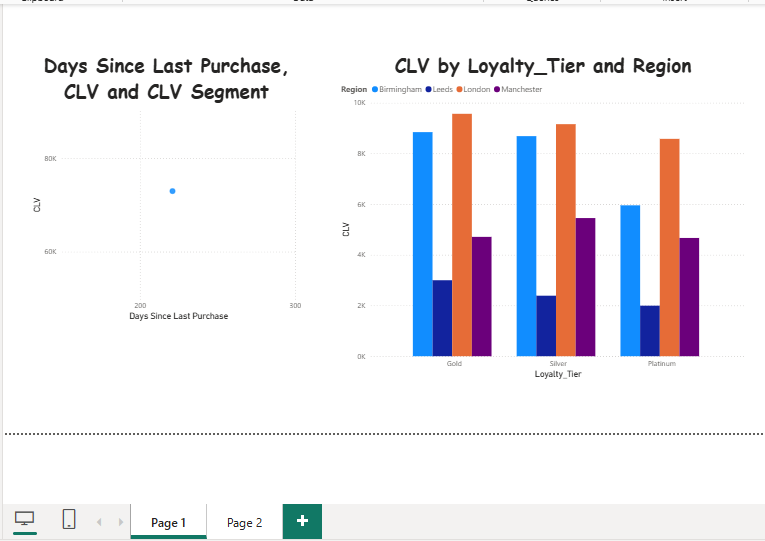 Days Since Last Purchase,
CLV and CLV Segment
80K
60K
CLV
200
300
Days Since Last Purchase
CLV by Loyalty_Tier and Region
Region Birmingham Leeds London Manchester
10K
8K
6K
4K
2K
0K
CLV
Gold
Silver
Platinum
Loyalty_Tier
Page 1
Page 2
+